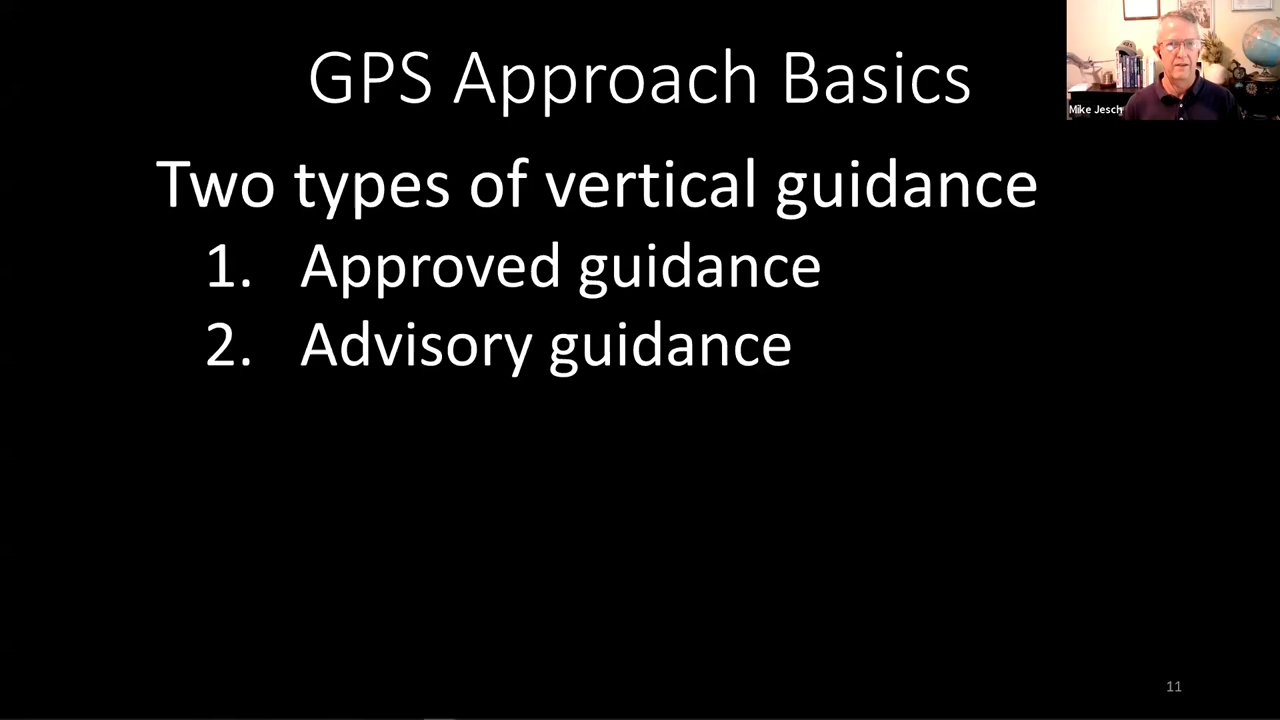 GPS Approach Basics
Mike Jesch
Two types of vertical guidance
1. Approved guidance
2. Advisory guidance
11